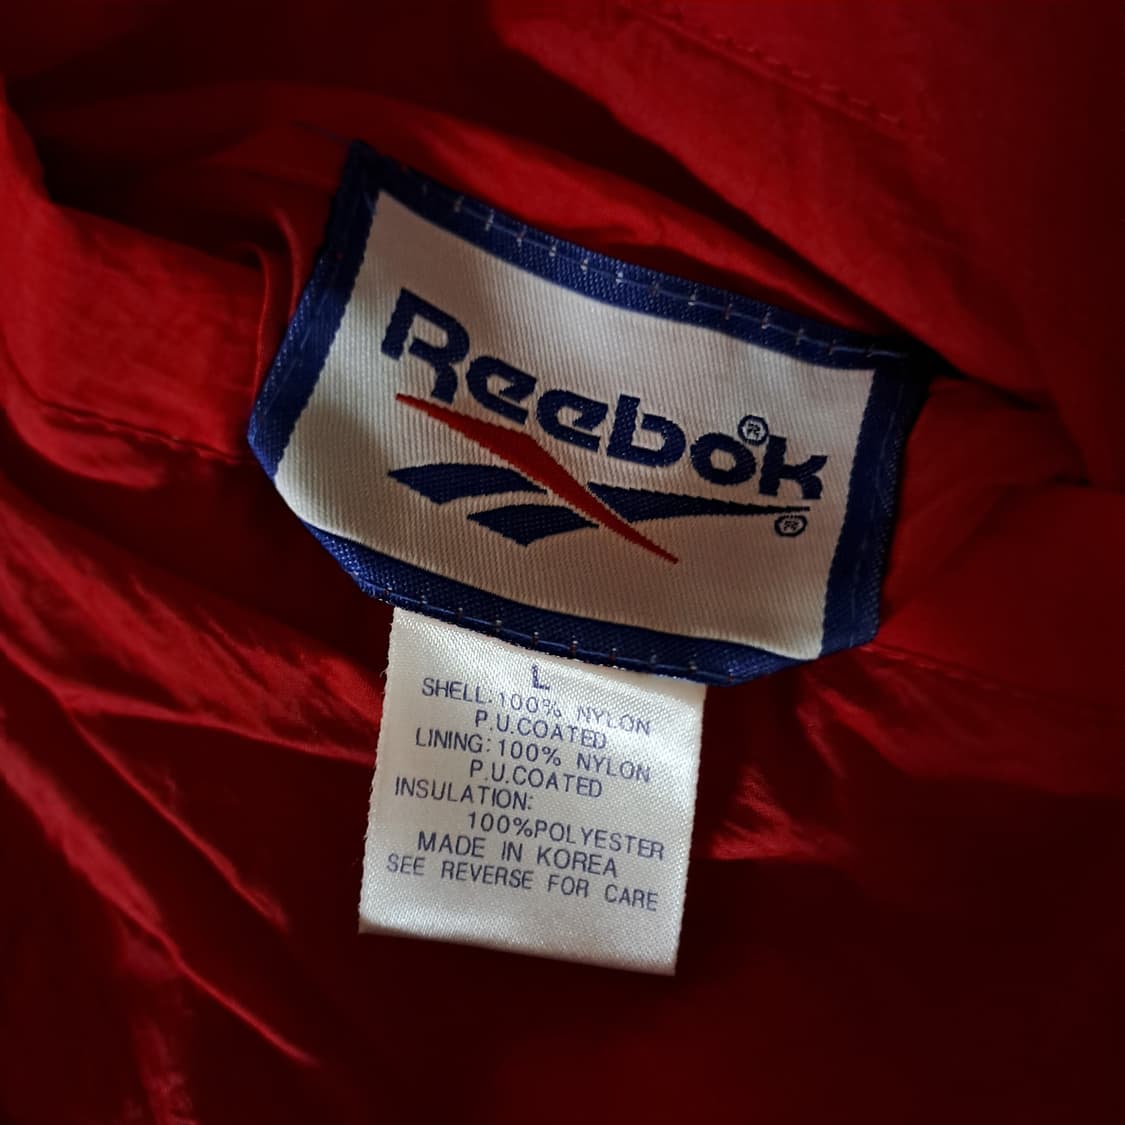 Reebok®
®
L
SHELL:100% NYLON
P.U.COATED
LINING:100% NYLON
P.U.COATED
INSULATION:
100%POLYESTER
MADE IN KOREA
SEE REVERSE FOR CARE